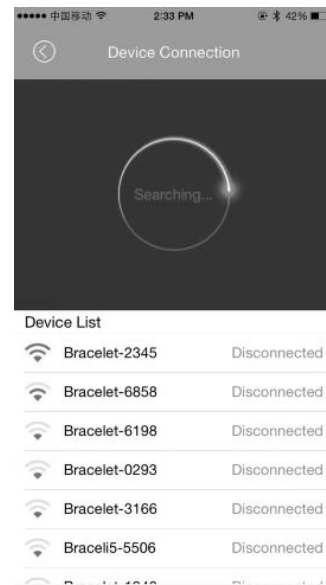 中国移动 2:33 PM 42%
Device Connection
Searching...
Device List
Bracelet-2345 Disconnected
Bracelet-6858 Disconnected
Bracelet-6198 Disconnected
Bracelet-0293 Disconnected
Bracelet-3166 Disconnected
Braceli5-5506 Disconnected